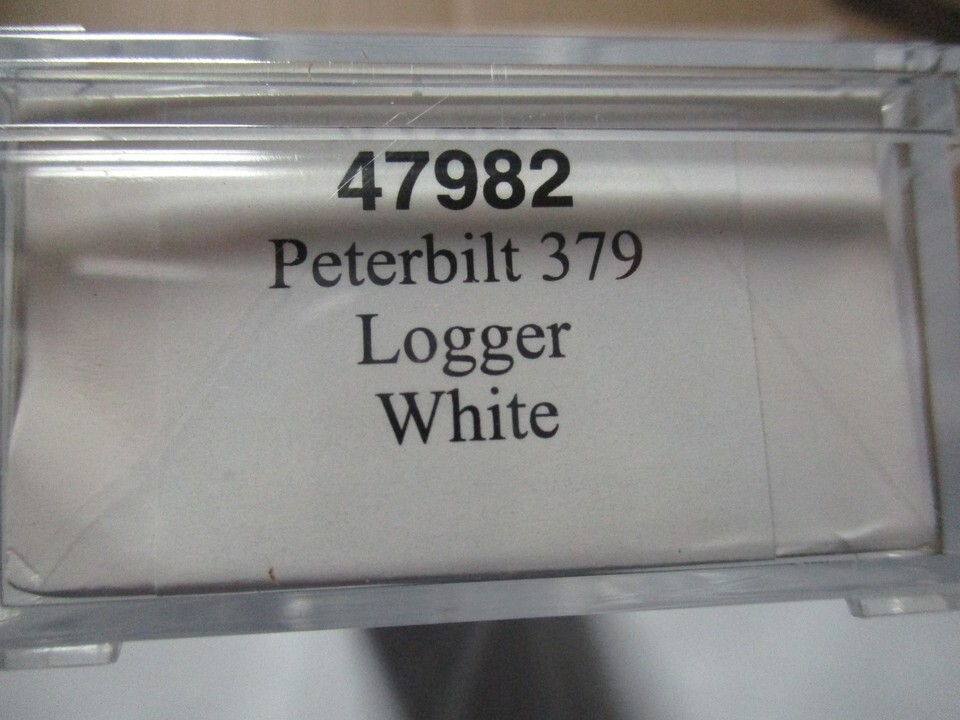 47982
Peterbilt 379
Logger
White